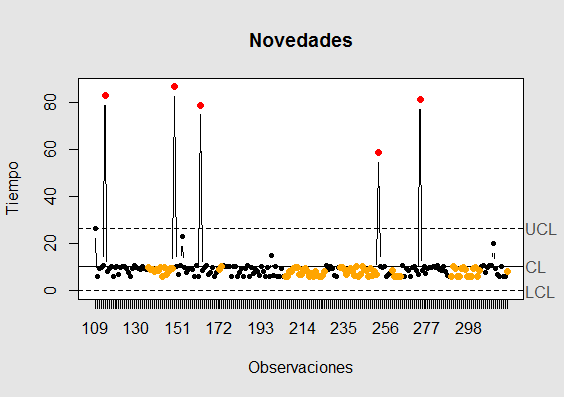 Novedades
Tiempo
80
60
40
20
0
UCL
CL
LCL
109 130 151 172 193 214 235 256 277 298
Observaciones